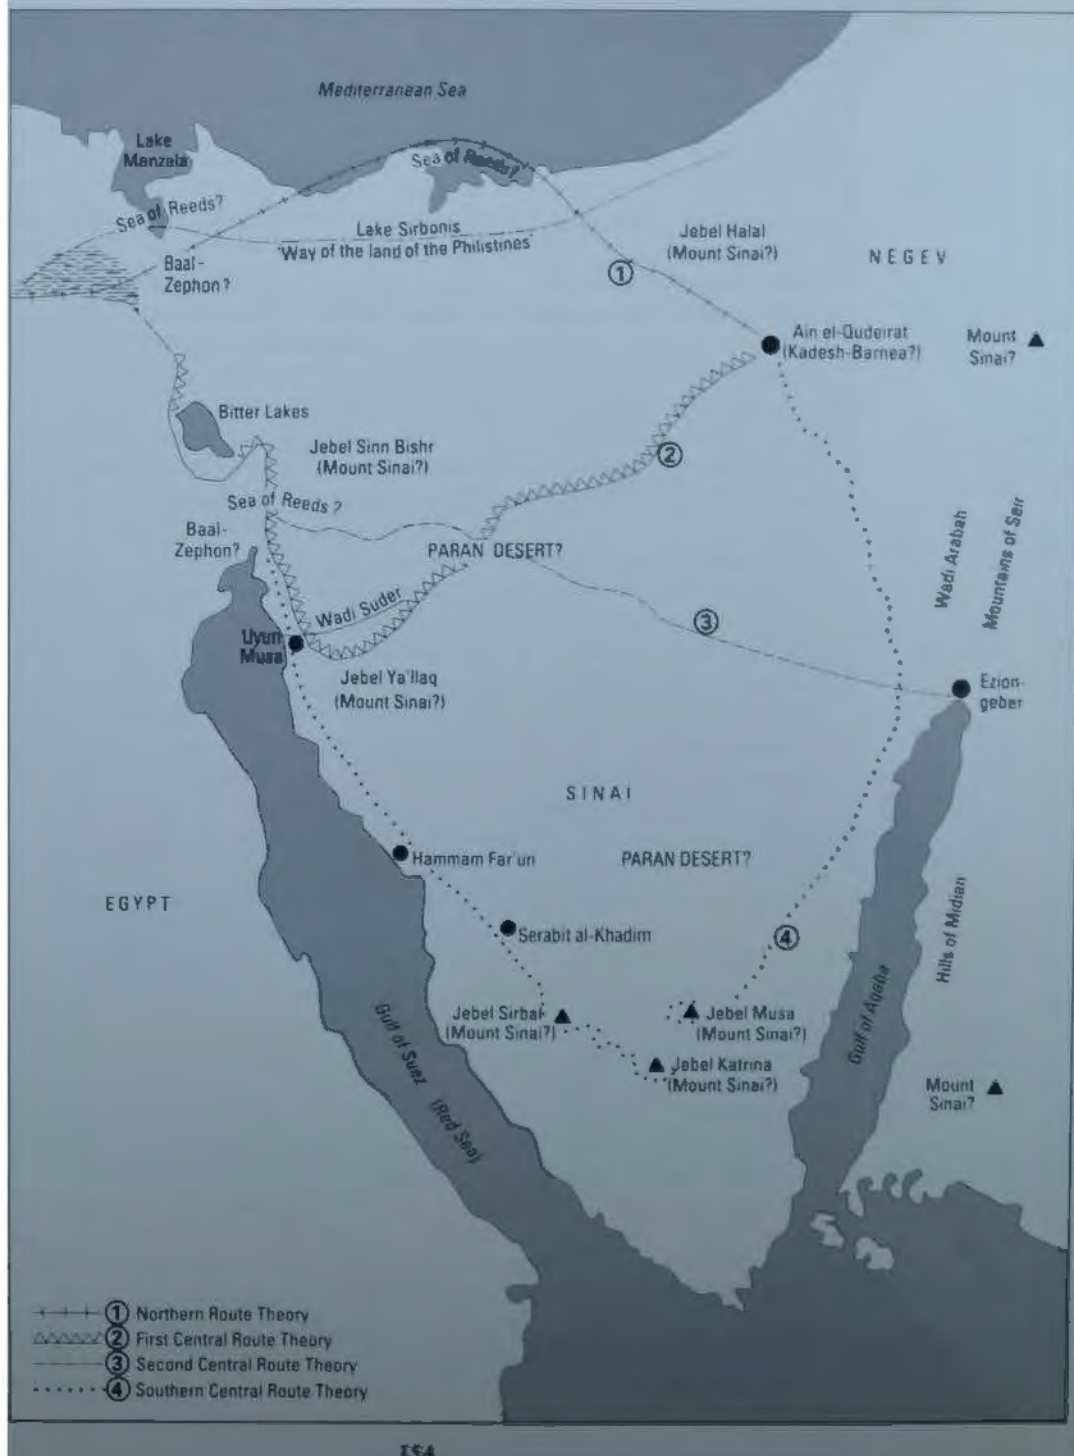 Mediterranean Sea
Lake
Manzala
Sea of Reeds?
Sea of Reeds?
Lake Sirbonis
'Way of the land of the Philistines'
Jebel Halal
(Mount Sinai?)
NEGEV
Baal-
Zephon?
1
Ain el-Qudeirat
(Kadesh-Barnea?)
Mount
Sinai?
Bitter Lakes
Jebel Sinn Bishr
(Mount Sinai?)
2
Sea of Reeds?
Baal-
Zephon?
PARAN DESERT?
Wadi Arabah
Mountains of Seir
Wadi Suder
3
Uyun
Musa
Jebel Ya'llaq
(Mount Sinai?)
Ezion-
geber
SINAI
Hammam Far'un
PARAN DESERT?
EGYPT
Serabit al-Khadim
4
Hills of Midian
Gulf of Aqaba
Jebel Sirbal
(Mount Sinai?)
Jebel Musa
(Mount Sinai?)
Gulf of Suez
(Red Sea)
Jebel Katrina
(Mount Sinai?)
Mount
Sinai?
1 Northern Route Theory
2 First Central Route Theory
3 Second Central Route Theory
4 Southern Central Route Theory